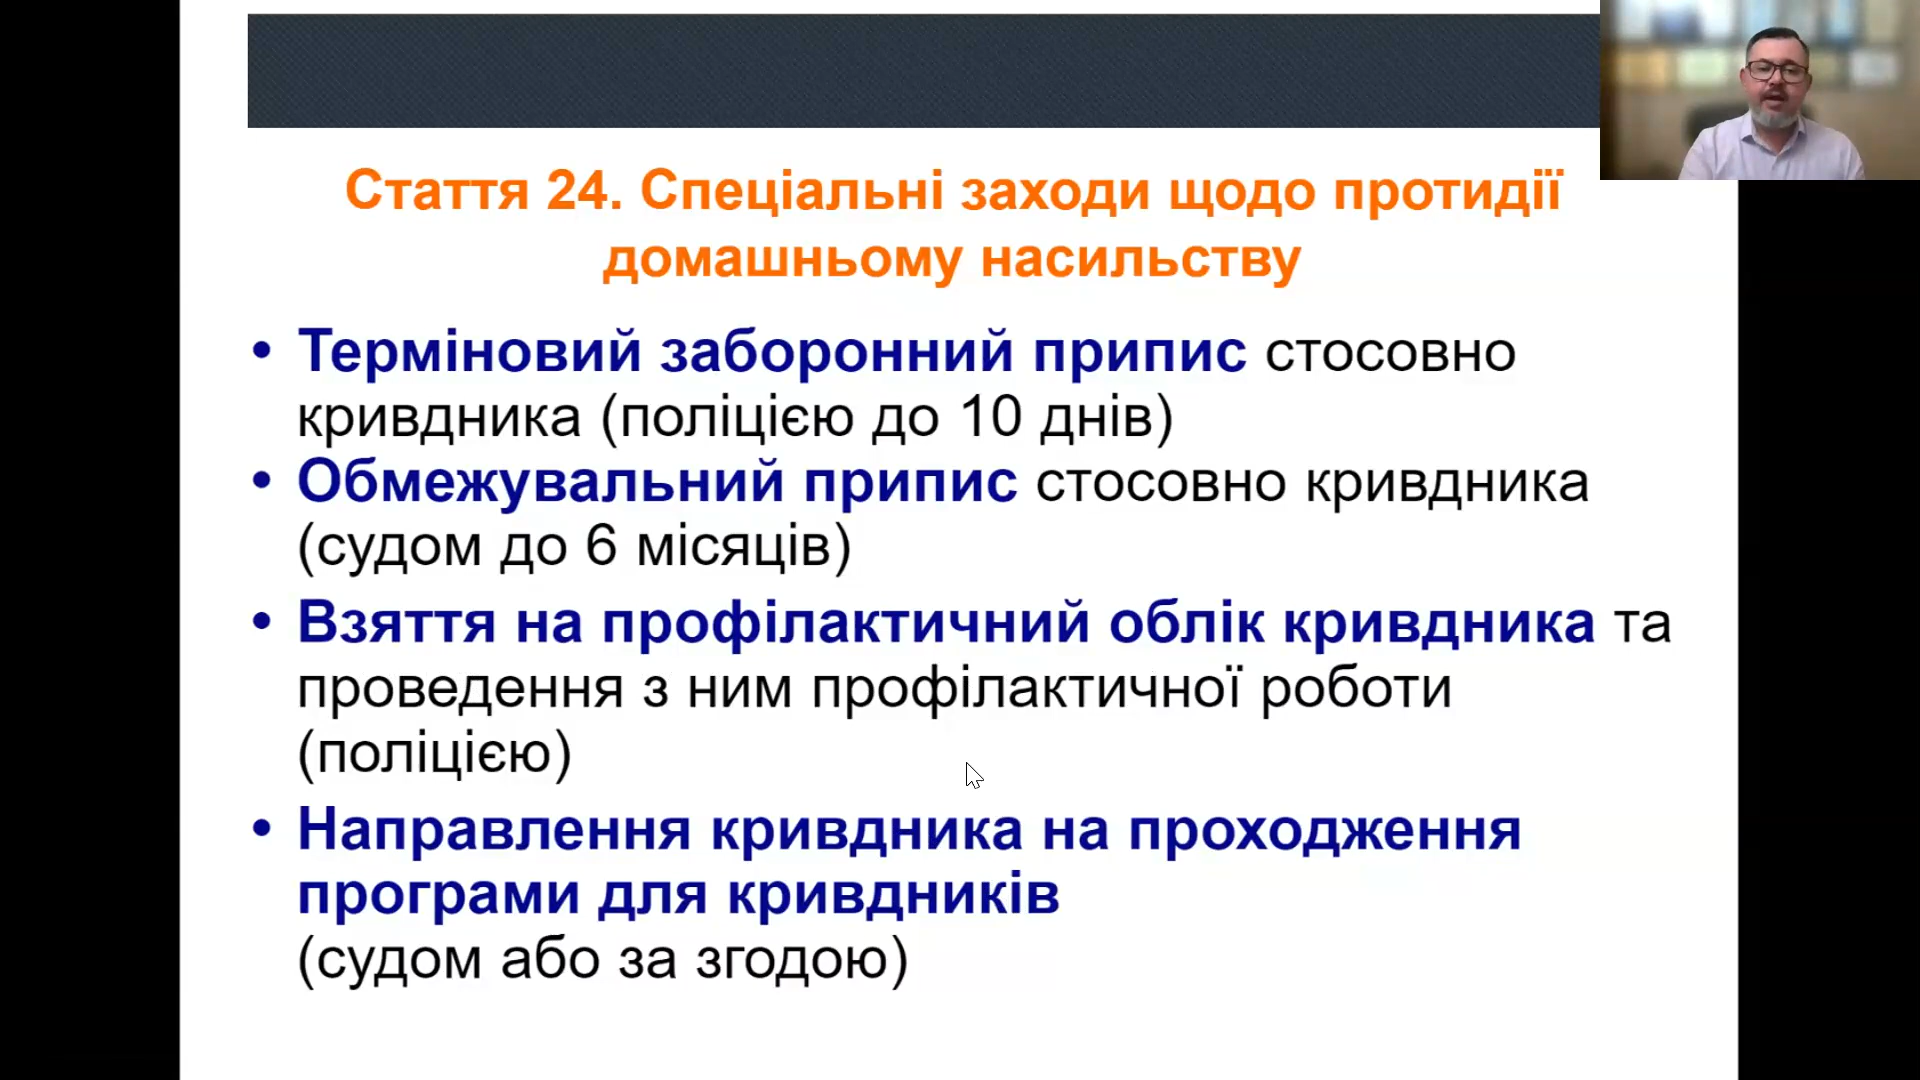 Стаття 24. Спеціальні заходи щодо протидії
домашньому насильству
• Терміновий заборонний припис стосовно
кривдника (поліцією до 10 днів)
• Обмежувальний припис стосовно кривдника
(судом до 6 місяців)
• Взяття на профілактичний облік кривдника та
проведення з ним профілактичної роботи
(поліцією)
• Направлення кривдника на проходження
програми для кривдників
(судом або за згодою)